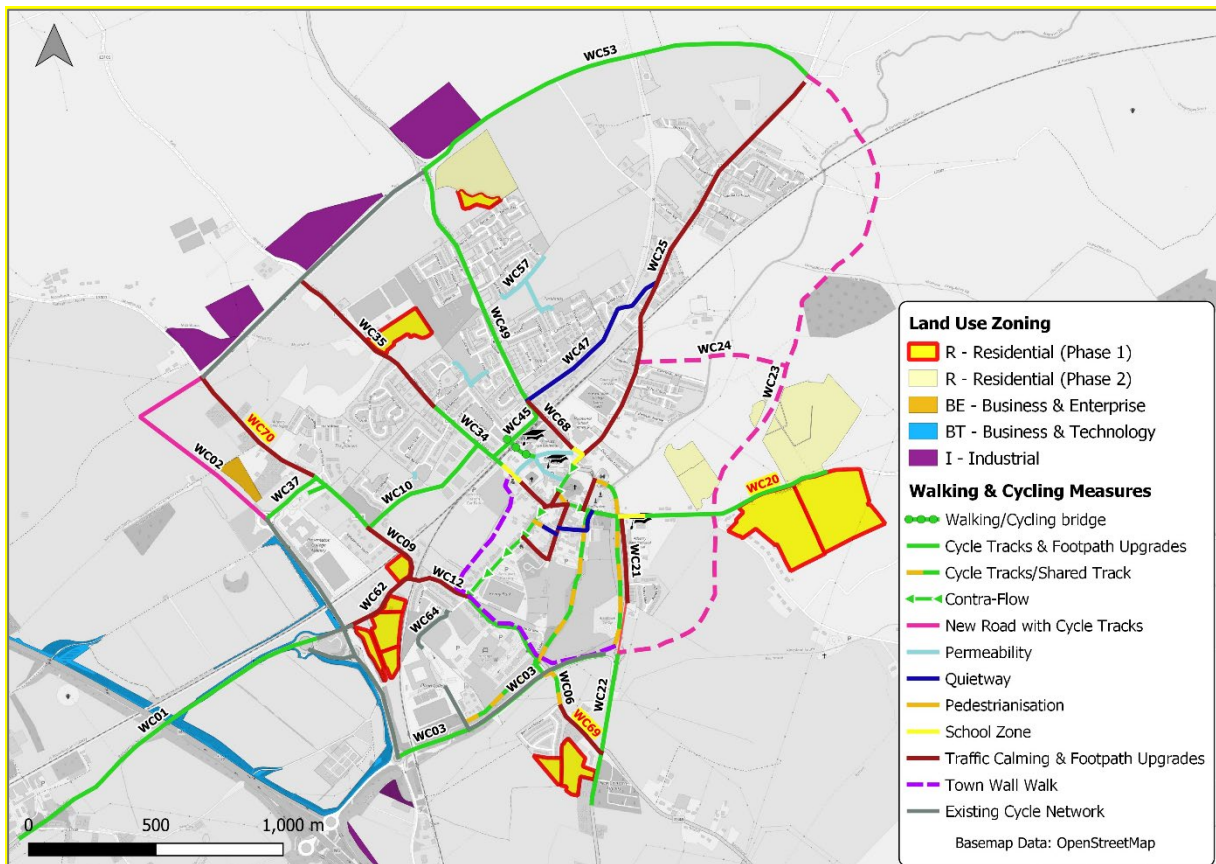 WC53
WC25
WC57
WC49
WC35
WC47
WC24
WC23
WC68
WC45
WC34
WC70
WC02
WC37
WC10
WC20
WC09
WC21
WC12
WC62
WC64
WC03
WC06
WC22
WC69
WC03
WC01
0 500 1,000 m
Land Use Zoning
R - Residential (Phase 1)
R - Residential (Phase 2)
BE - Business & Enterprise
BT - Business & Technology
I - Industrial
Walking & Cycling Measures
Walking/Cycling bridge
Cycle Tracks & Footpath Upgrades
Cycle Tracks/Shared Track
Contra-Flow
New Road with Cycle Tracks
Permeability
Quietway
Pedestrianisation
School Zone
Traffic Calming & Footpath Upgrades
Town Wall Walk
Existing Cycle Network
Basemap Data: OpenStreetMap